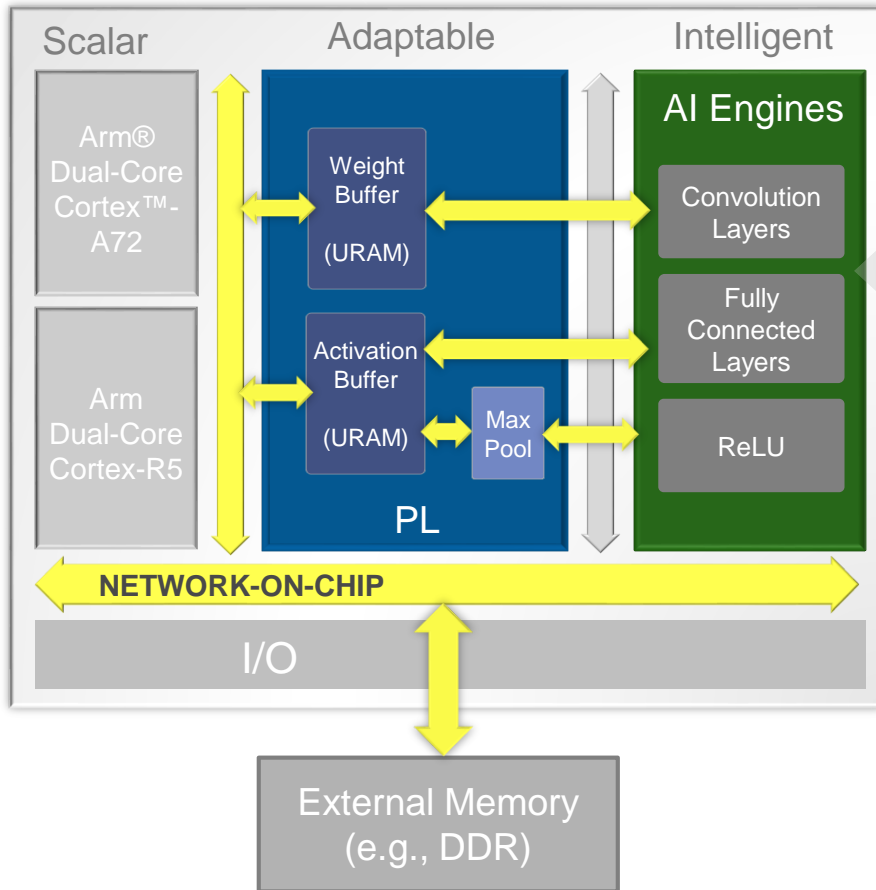 Scalar
Adaptable
Intelligent
Arm®
Dual-Core
Cortex™-
A72
Arm
Dual-Core
Cortex-R5
Weight
Buffer
(URAM)
Activation
Buffer
(URAM)
Max
Pool
PL
AI Engines
Convolution
Layers
Fully
Connected
Layers
ReLU
NETWORK-ON-CHIP
I/O
External Memory
(e.g., DDR)